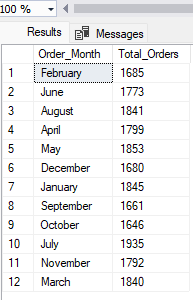 100 %
Results Messages
Order_Month Total_Orders
1 February 1685
2 June 1773
3 August 1841
4 April 1799
5 May 1853
6 December 1680
7 January 1845
8 September 1661
9 October 1646
10 July 1935
11 November 1792
12 March 1840